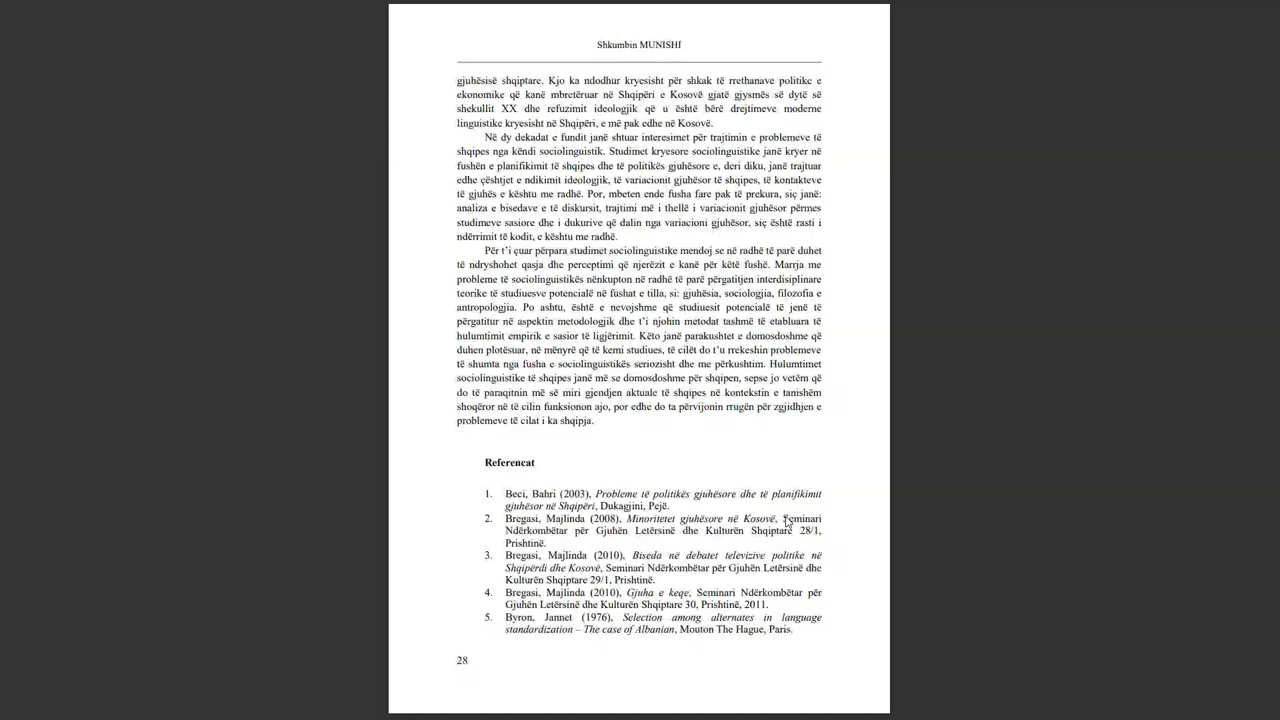 Shkumbin MUNISHI
gjuhësisë shqiptare. Kjo ka ndodhur kryesisht për shkak të rrethanave politike e
ekonomike që kanë mbretëruar në Shqipëri e Kosovë gjatë gjysmës së dytë së
shekullit XX dhe refuzimit ideologjik që u është bërë drejtimeve moderne
linguistike kryesisht në Shqipëri, e më pak edhe në Kosovë.
Në dy dekadat e fundit janë shtuar interesimet për trajtimin e problemeve të
shqipes nga këndi sociolinguistik. Studimet kryesore sociolinguistike janë kryer në
fushën e planifikimit të shqipes dhe të politikës gjuhësore e, deri diku, janë trajtuar
edhe çështjet e ndikimit ideologjik, të variacionit gjuhësor të shqipes, të kontakteve
të gjuhës e kështu me radhë. Por, mbeten ende fusha fare pak të prekura, siç janë:
analiza e bisedave e të diskursit, trajtimi më i thellë i variacionit gjuhësor përmes
studimeve sasiore dhe i dukurive që dalin nga variacioni gjuhësor, siç është rasti i
ndërrimit të kodit, e kështu me radhë.
Për t’i çuar përpara studimet sociolinguistike mendoj se në radhë të parë duhet
të ndryshohet qasja dhe perceptimi që njerëzit e kanë për këtë fushë. Marrja me
probleme të sociolinguistikës nënkupton në radhë të parë përgatitjen interdisiplinare
teorike të studiuesve potencialë në fushat e tilla, si: gjuhësia, sociologjia, filozofia e
antropologjia. Po ashtu, është e nevojshme që studiuesit potencialë të jenë të
përgatitur në aspektin metodologjik dhe t’i njohin metodat tashmë të etabluara të
hulumtimit empirik e sasior të ligjërimit. Këto janë parakushtet e domosdoshme që
duhen plotësuar, në mënyrë që të kemi studiues, të cilët do t’u rrekeshin problemeve
të shumta nga fusha e sociolinguistikës seriozisht dhe me përkushtim. Hulumtimet
sociolinguistike të shqipes janë më se domosdoshme për shqipen, sepse jo vetëm që
do të paraqitnin më së miri gjendjen aktuale të shqipes në kontekstin e tanishëm
shoqëror në të cilin funksionon ajo, por edhe do ta përvijonin rrugën për zgjidhjen e
problemeve të cilat i ka shqipja.
Referencat
1. Beci, Bahri (2003), Probleme të politikës gjuhësore dhe të planifikimit
gjuhësor në Shqipëri, Dukagjini, Pejë.
2. Bregasi, Majlinda (2008), Minoritetet gjuhësore në Kosovë, Seminari
Ndërkombëtar për Gjuhën Letërsinë dhe Kulturën Shqiptare 28/1,
Prishtinë.
3. Bregasi, Majlinda (2010), Biseda në debatet televizive politike në
Shqipërdi dhe Kosovë, Seminari Ndërkombëtar për Gjuhën Letërsinë dhe
Kulturën Shqiptare 29/1, Prishtinë.
4. Bregasi, Majlinda (2010), Gjuha e keqe, Seminari Ndërkombëtar për
Gjuhën Letërsinë dhe Kulturën Shqiptare 30, Prishtinë, 2011.
5. Byron, Jannet (1976), Selection among alternates in language
standardization – The case of Albanian, Mouton The Hague, Paris.
28